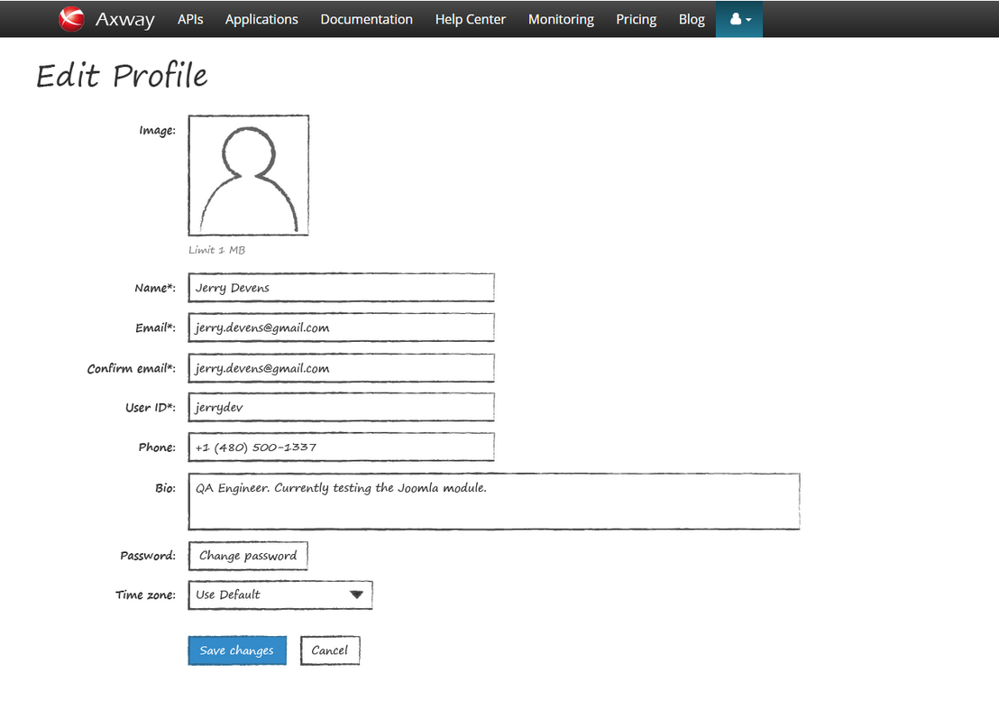 Axway APIs Applications Documentation Help Center Monitoring Pricing Blog
Edit Profile
Image:
Limit 1 MB
Name*: Jerry Devens
Email*: jerry.devens@gmail.com
Confirm email*: jerry.devens@gmail.com
User ID*: jerrydev
Phone: +1 (480) 500-1337
Bio: QA Engineer. Currently testing the Joomla module.
Password: Change password
Time zone: Use Default
Save changes Cancel